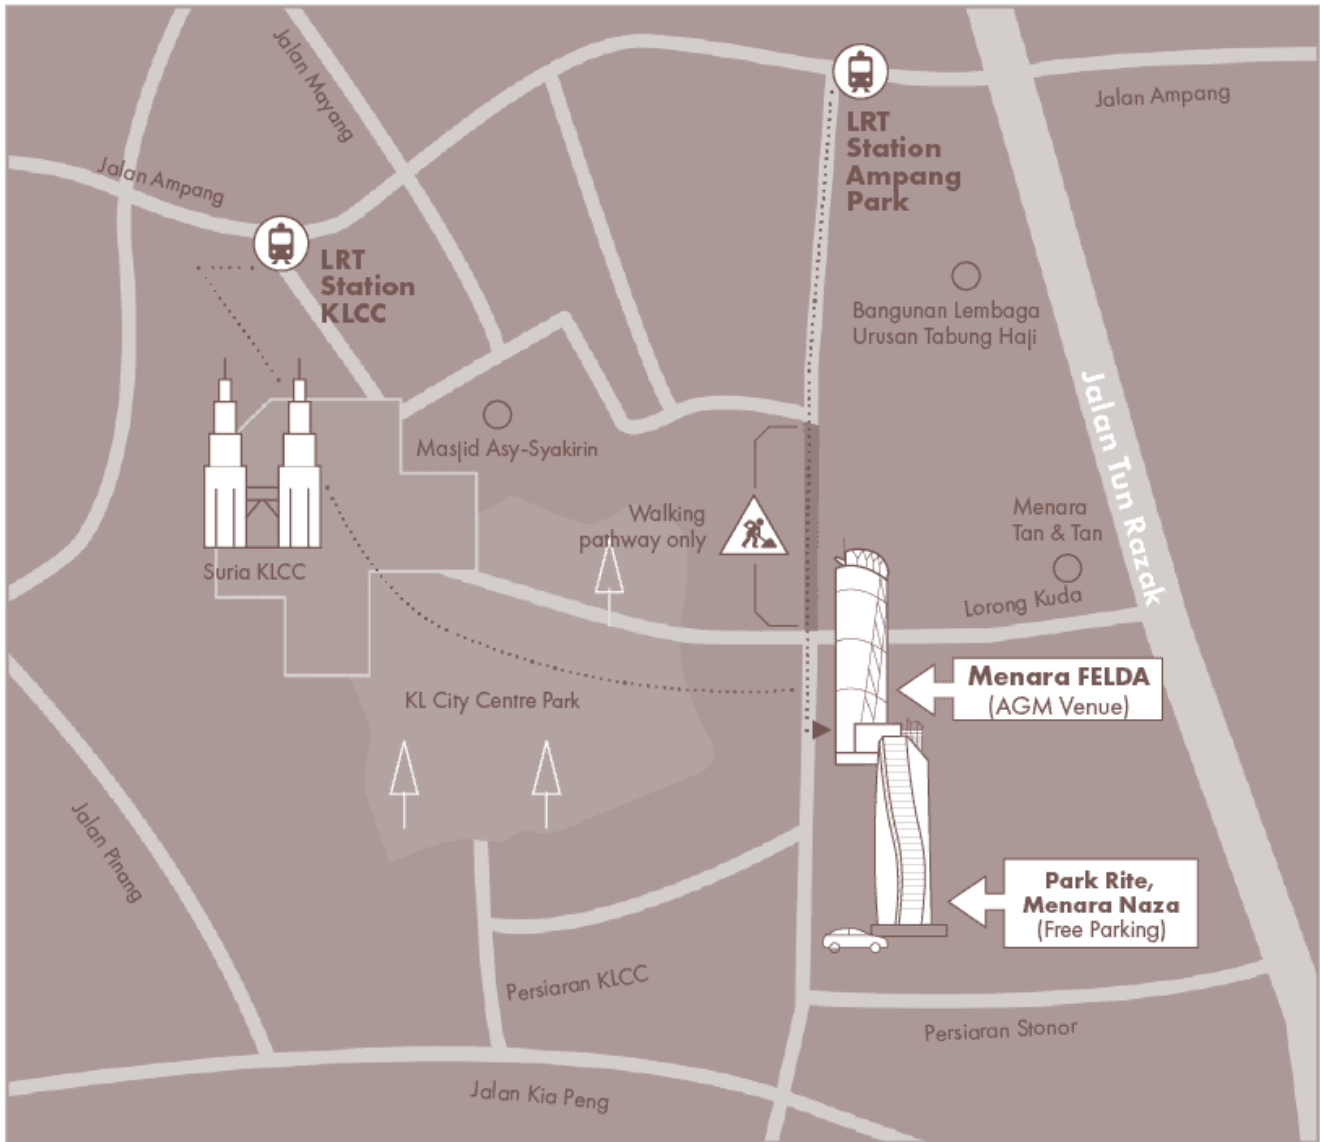 Jalan Mayang
Jalan Ampang
LRT
Station
Ampang
Park
Jalan Ampang
LRT
Station
KLCC
Bangunan Lembaga
Urusan Tabung Haji
Jalan Tun Razak
Masjid Asy-Syakirin
Walking
pathway only
Menara
Tan & Tan
Suria KLCC
Lorong Kuda
Menara FELDA
(AGM Venue)
KL City Centre Park
Jalan Pinang
Park Rite,
Menara Naza
(Free Parking)
Persiaran KLCC
Persiaran Stonor
Jalan Kia Peng